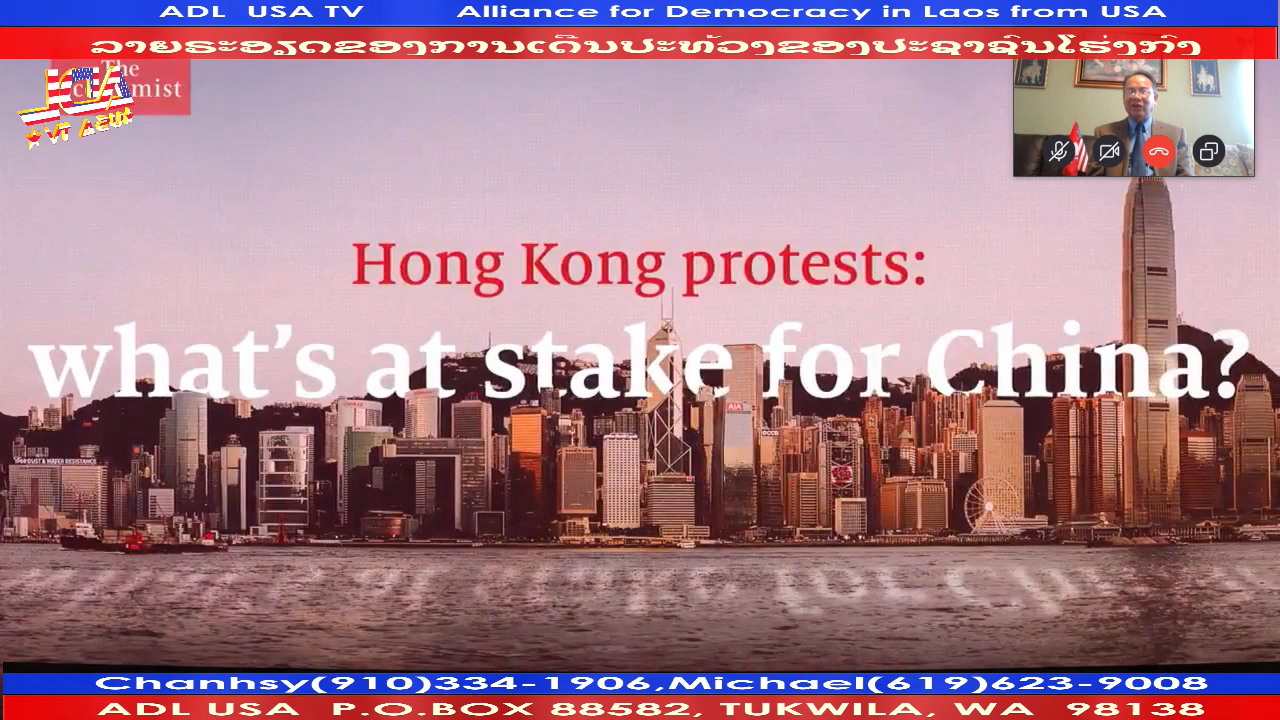 ADL USA TV Alliance for Democracy in Laos from USA
ລາຍຣະອຽດຂອງການເດີນປະທ້ວງຂອງປະຊາຊົນໂຮ່າກົງ
The
Hong Kong protests:
what's at stake for China?
AIA
Chanhsy(910)334-1906,Michael(619)623-9008
ADL USA P.O.BOX 88582, TUKWILA, WA 98138